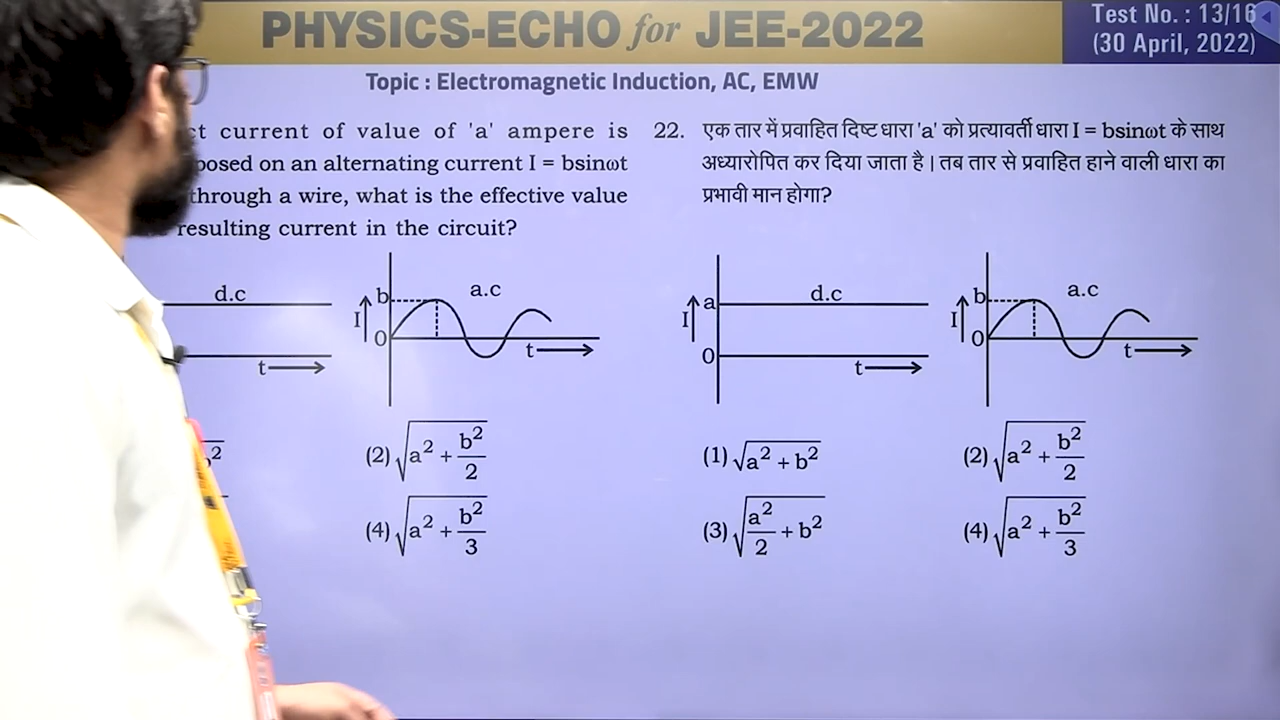 PHYSICS-ECHO for JEE-2022
Test No. : 13/16
(30 April, 2022)
Topic : Electromagnetic Induction, AC, EMW
current of value of 'a' ampere is
on an alternating current I = bsinωt
through a wire, what is the effective value
resulting current in the circuit?
d.c
t
I
b
0
a.c
t
(2) √(a² + b²/2)
(4) √(a² + b²/3)
22. एक तार में प्रवाहित दिष्ट धारा 'a' को प्रत्यावर्ती धारा I = bsinωt के साथ
अध्यारोपित कर दिया जाता है। तब तार से प्रवाहित हाने वाली धारा का
प्रभावी मान होगा?
I
a
0
d.c
t
I
b
0
a.c
t
(1) √(a² + b²) (2) √(a² + b²/2)
(3) √(a²/2 + b²) (4) √(a² + b²/3)